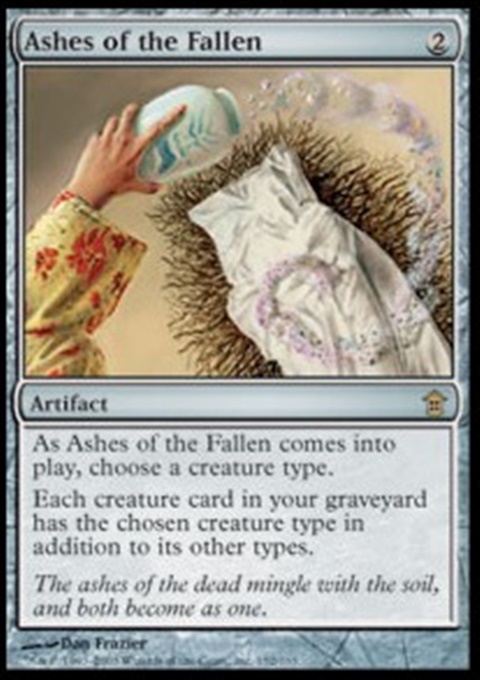 Ashes of the Fallen 2
Artifact
As Ashes of the Fallen comes into
play, choose a creature type.
Each creature card in your graveyard
has the chosen creature type in
addition to its other types.
The ashes of the dead mingle with the soil,
and both become as one.
Dan Frazier